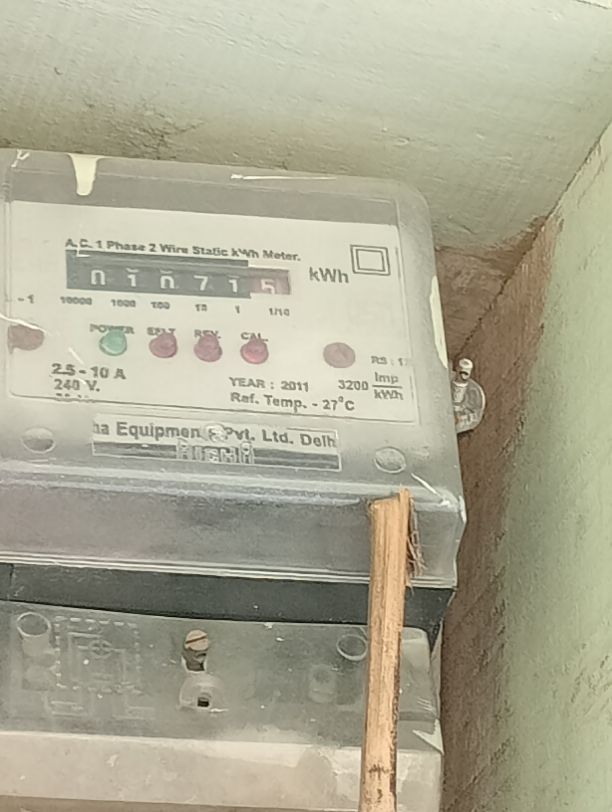 A.C. 1 Phase 2 Wire Static kWh Meter.
0 1 0 7 1 5 kWh
10000 1000 100 10 1 1/10
POWER E/LT REV. CAL.
2.5 - 10 A
240 V.
YEAR : 2011 3200 Imp/kWh
Ref. Temp. - 27°C
Equipmen Pvt. Ltd. Delh